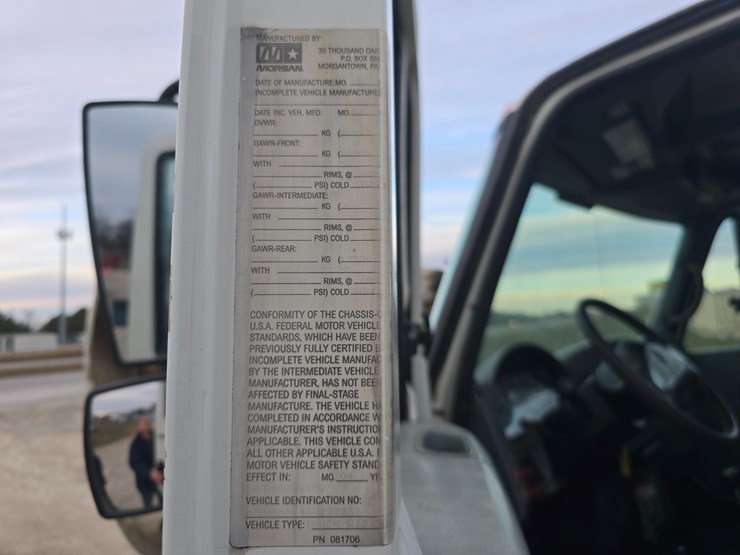 MANUFACTURED BY
MORGAN
35 THOUSAND OAK
P.O. BOX 58
MORGANTOWN, PA
DATE OF MANUFACTURE: MO.
INCOMPLETE VEHICLE MANUFACTURE
DATE INC. VEH. MFD: MO.
GVWR:
KG (
GAWR-FRONT:
KG (
WITH
RIMS, @
( PSI) COLD
GAWR-INTERMEDIATE:
KG (
WITH
RIMS, @
( PSI) COLD
GAWR-REAR:
KG (
WITH
RIMS, @
( PSI) COLD
CONFORMITY OF THE CHASSIS-C
U.S.A. FEDERAL MOTOR VEHICLE
STANDARDS, WHICH HAVE BEEN
PREVIOUSLY FULLY CERTIFIED B
INCOMPLETE VEHICLE MANUFAC
BY THE INTERMEDIATE VEHICLE
MANUFACTURER, HAS NOT BEE
AFFECTED BY FINAL-STAGE
MANUFACTURE. THE VEHICLE H
COMPLETED IN ACCORDANCE W
MANUFACTURER'S INSTRUCTIO
APPLICABLE. THIS VEHICLE CON
ALL OTHER APPLICABLE U.S.A. F
MOTOR VEHICLE SAFETY STAND
EFFECT IN: MO. YR
VEHICLE IDENTIFICATION NO:
VEHICLE TYPE:
PN 081706